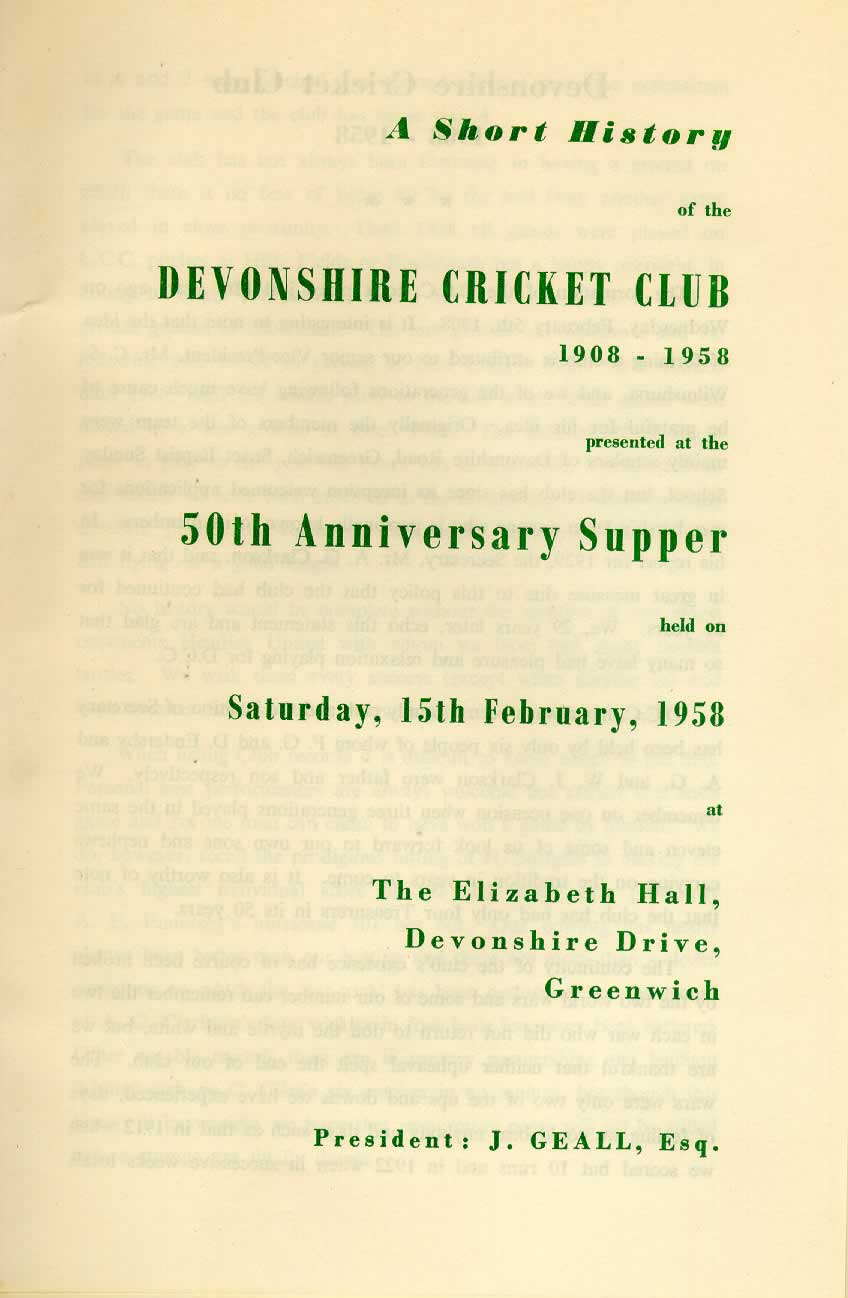 A Short History
of the
DEVONSHIRE CRICKET CLUB
1908 - 1958
presented at the
50th Anniversary Supper
held on
Saturday, 15th February, 1958
at
The Elizabeth Hall,
Devonshire Drive,
Greenwich
President: J. GEALL, Esq.